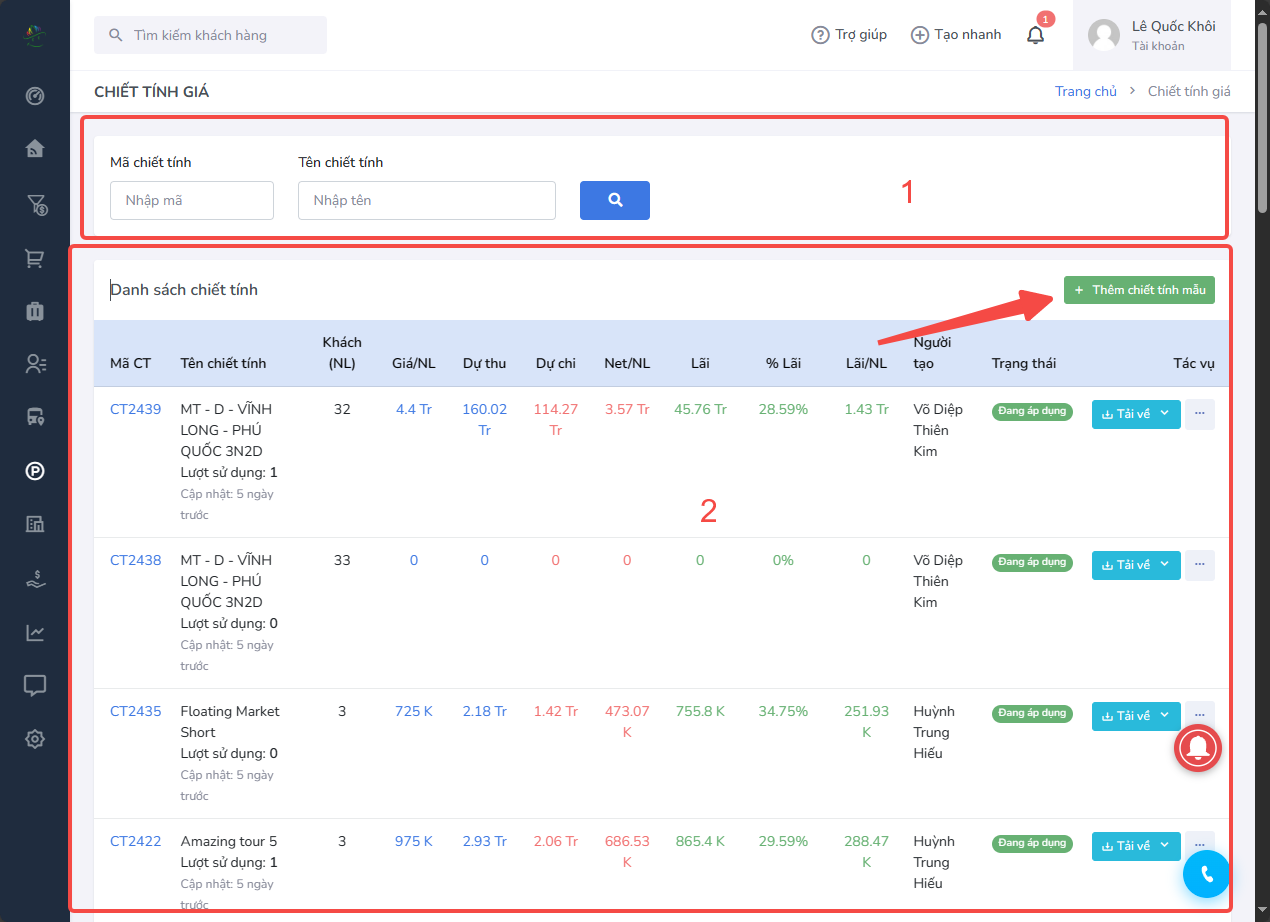 Tìm kiếm khách hàng
Trợ giúp
Tạo nhanh
1
Lê Quốc Khôi
Tài khoản
CHIẾT TÍNH GIÁ
Trang chủ > Chiết tính giá
Mã chiết tính
Tên chiết tính
Nhập mã
Nhập tên
1
Danh sách chiết tính
+ Thêm chiết tính mẫu
Mã CT
Tên chiết tính
Khách
(NL)
Giá/NL
Dự thu
Dự chi
Net/NL
Lãi
% Lãi
Lãi/NL
Người
tạo
Trạng thái
Tác vụ
CT2439
MT - D - VĨNH
LONG - PHÚ
QUỐC 3N2D
Lượt sử dụng: 1
Cập nhật: 5 ngày
trước
32
4.4 Tr
160.02
Tr
114.27
Tr
3.57 Tr
45.76 Tr
28.59%
1.43 Tr
Võ Diệp
Thiên
Kim
Đang áp dụng
Tải về
...
2
CT2438
MT - D - VĨNH
LONG - PHÚ
QUỐC 3N2D
Lượt sử dụng: 0
Cập nhật: 5 ngày
trước
33
0
0
0
0
0
0%
0
Võ Diệp
Thiên
Kim
Đang áp dụng
Tải về
...
CT2435
Floating Market
Short
Lượt sử dụng: 0
Cập nhật: 5 ngày
trước
3
725 K
2.18 Tr
1.42 Tr
473.07
K
755.8 K
34.75%
251.93
K
Huỳnh
Trung
Hiếu
Đang áp dụng
Tải về
...
CT2422
Amazing tour 5
Lượt sử dụng: 1
Cập nhật: 5 ngày
trước
3
975 K
2.93 Tr
2.06 Tr
686.53
K
865.4 K
29.59%
288.47
K
Huỳnh
Trung
Hiếu
Đang áp dụng
Tải về
...